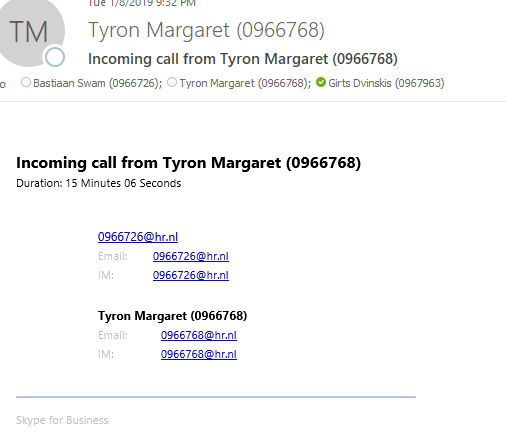 Tue 1/8/2019 9:32 PM
TM
Tyron Margaret (0966768)
Incoming call from Tyron Margaret (0966768)
o Bastiaan Swam (0966726); Tyron Margaret (0966768); Girts Dvinskis (0967963)
Incoming call from Tyron Margaret (0966768)
Duration: 15 Minutes 06 Seconds
0966726@hr.nl
Email: 0966726@hr.nl
IM: 0966726@hr.nl
Tyron Margaret (0966768)
Email: 0966768@hr.nl
IM: 0966768@hr.nl
Skype for Business